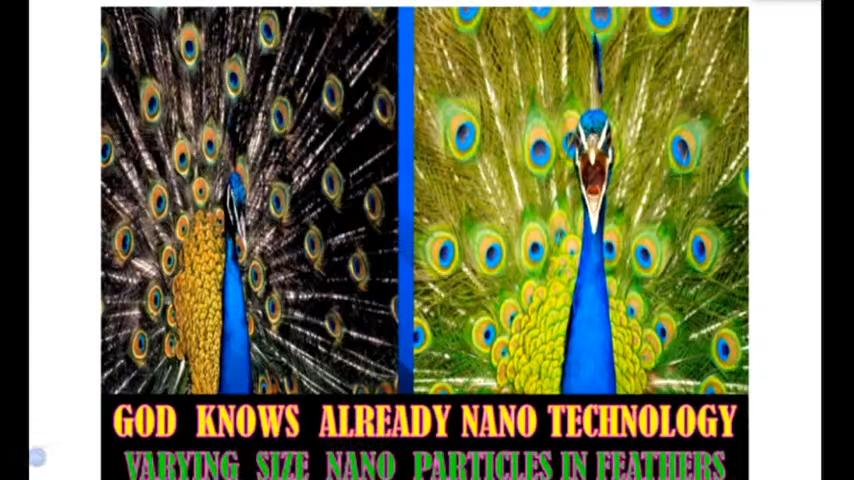 GOD KNOWS ALREADY NANO TECHNOLOGY
VARYING SIZE NANO PARTICLES IN FEATHERS